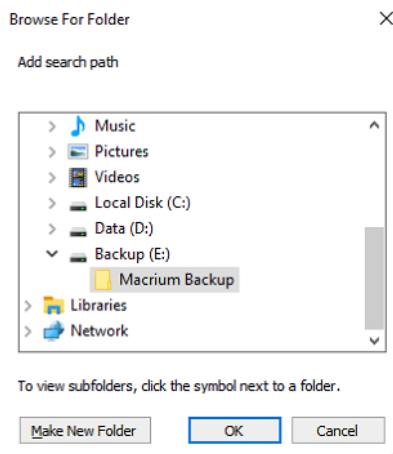 Browse For Folder
Add search path
Music
Pictures
Videos
Local Disk (C:)
Data (D:)
Backup (E:)
Macrium Backup
Libraries
Network
To view subfolders, click the symbol next to a folder.
Make New Folder OK Cancel